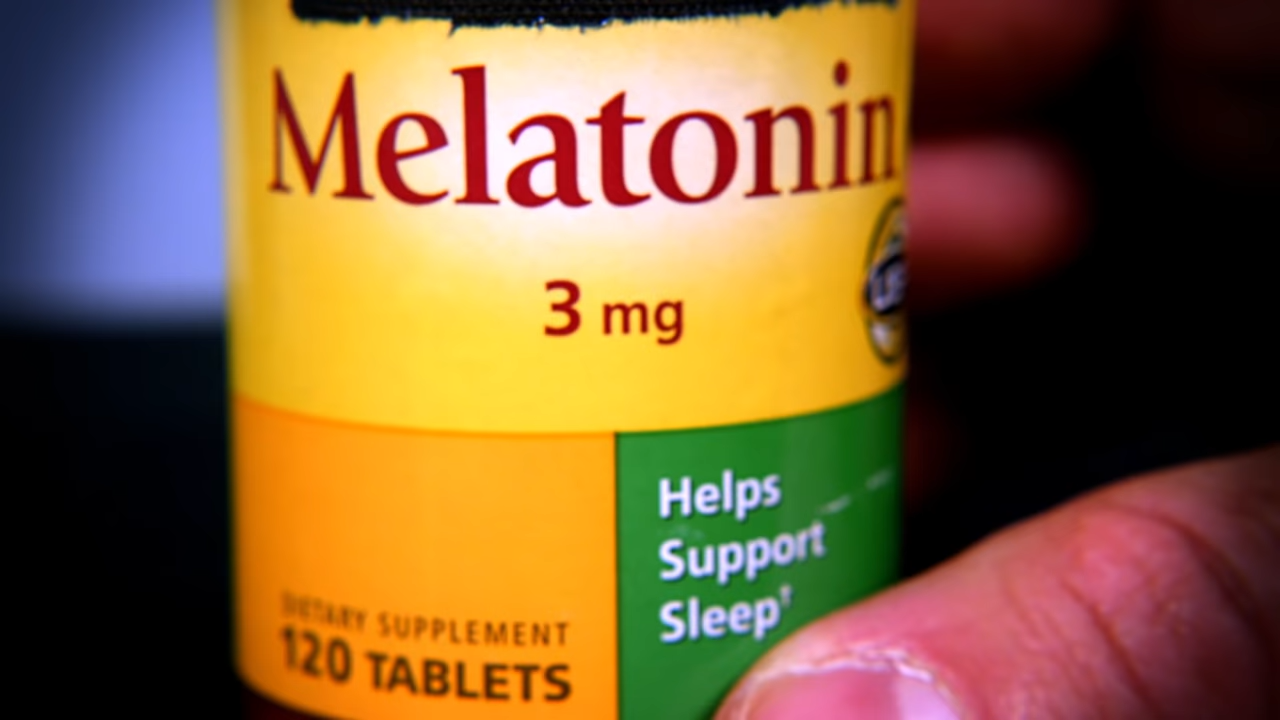 Melatonin
3 mg
Helps
Support
Sleep†
DIETARY SUPPLEMENT
120 TABLETS